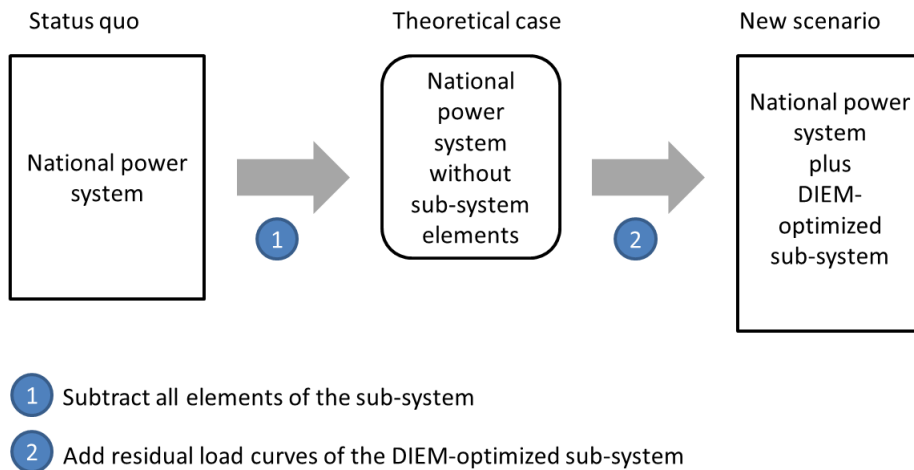 Status quo
Theoretical case
New scenario
National power
system
National
power
system
without
sub-system
elements
National power
system
plus
DIEM-
optimized
sub-system
1
2
1 Subtract all elements of the sub-system
2 Add residual load curves of the DIEM-optimized sub-system